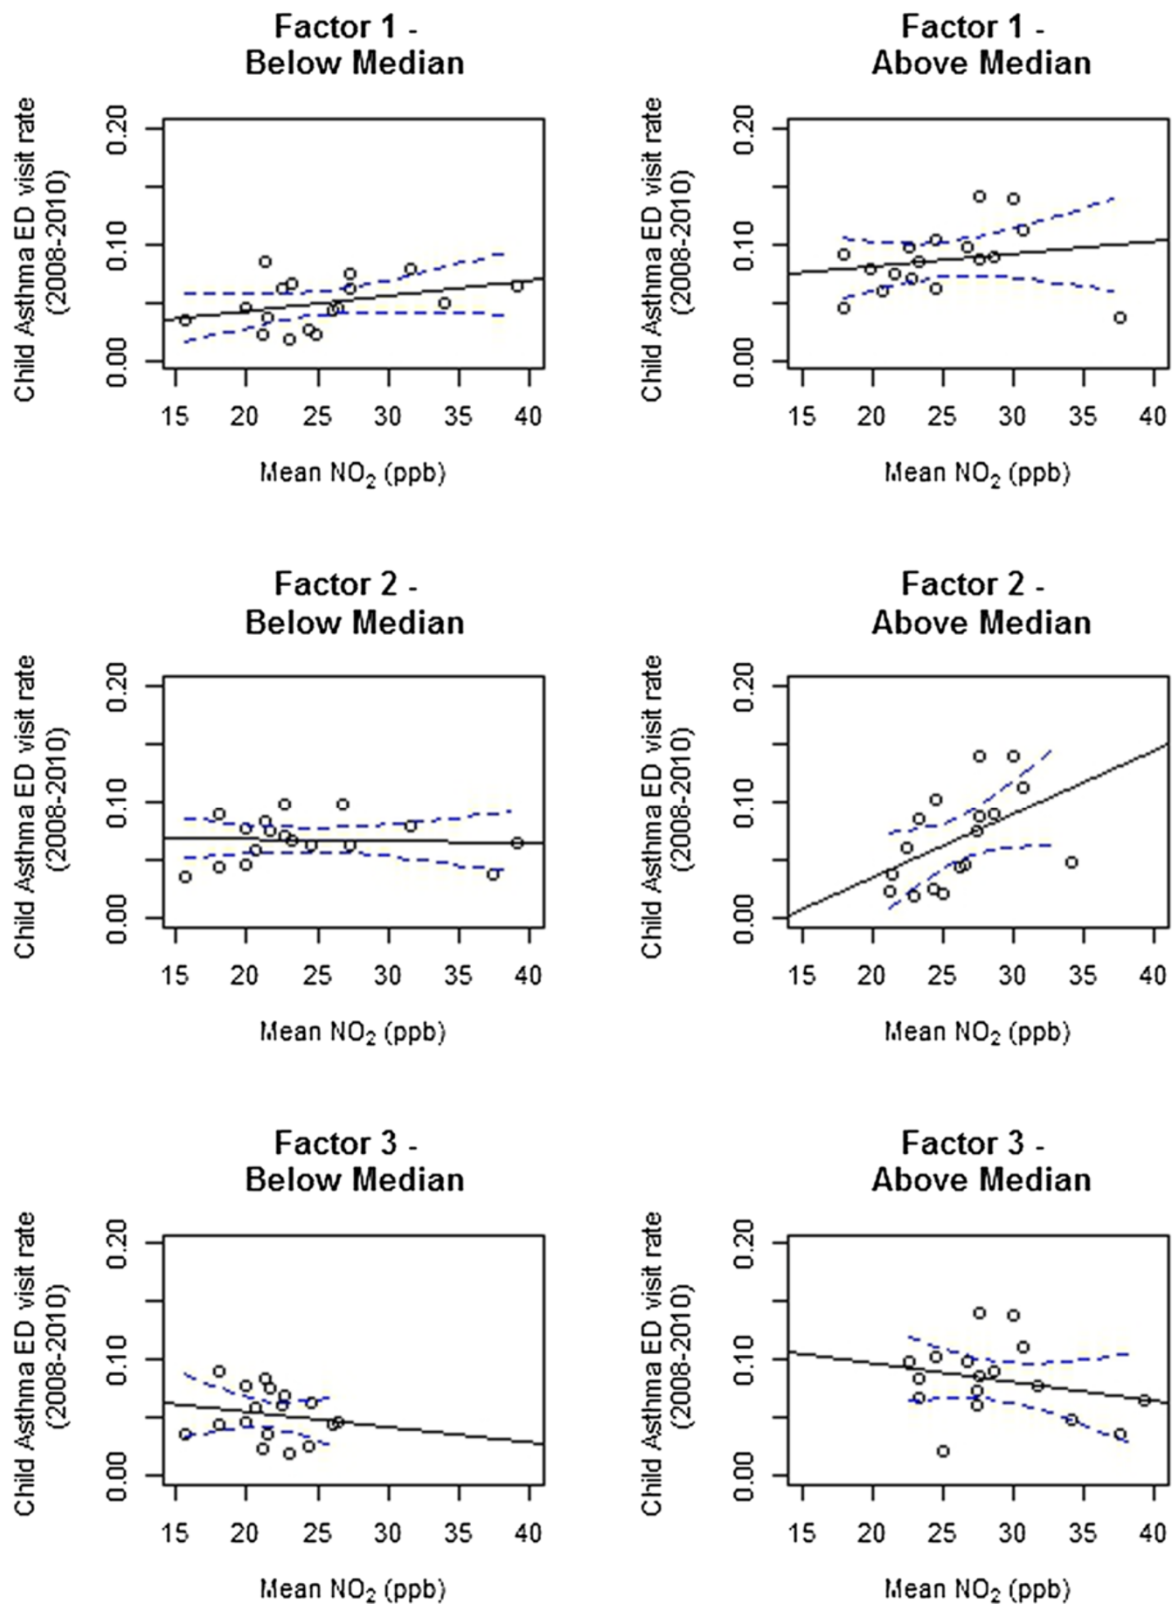 Factor 1 -
Below Median
Child Asthma ED visit rate
(2008-2010)
0.00 0.10 0.20
15 20 25 30 35 40
Mean NO₂ (ppb)
Factor 1 -
Above Median
Child Asthma ED visit rate
(2008-2010)
0.00 0.10 0.20
15 20 25 30 35 40
Mean NO₂ (ppb)
Factor 2 -
Below Median
Child Asthma ED visit rate
(2008-2010)
0.00 0.10 0.20
15 20 25 30 35 40
Mean NO₂ (ppb)
Factor 2 -
Above Median
Child Asthma ED visit rate
(2008-2010)
0.00 0.10 0.20
15 20 25 30 35 40
Mean NO₂ (ppb)
Factor 3 -
Below Median
Child Asthma ED visit rate
(2008-2010)
0.00 0.10 0.20
15 20 25 30 35 40
Mean NO₂ (ppb)
Factor 3 -
Above Median
Child Asthma ED visit rate
(2008-2010)
0.00 0.10 0.20
15 20 25 30 35 40
Mean NO₂ (ppb)